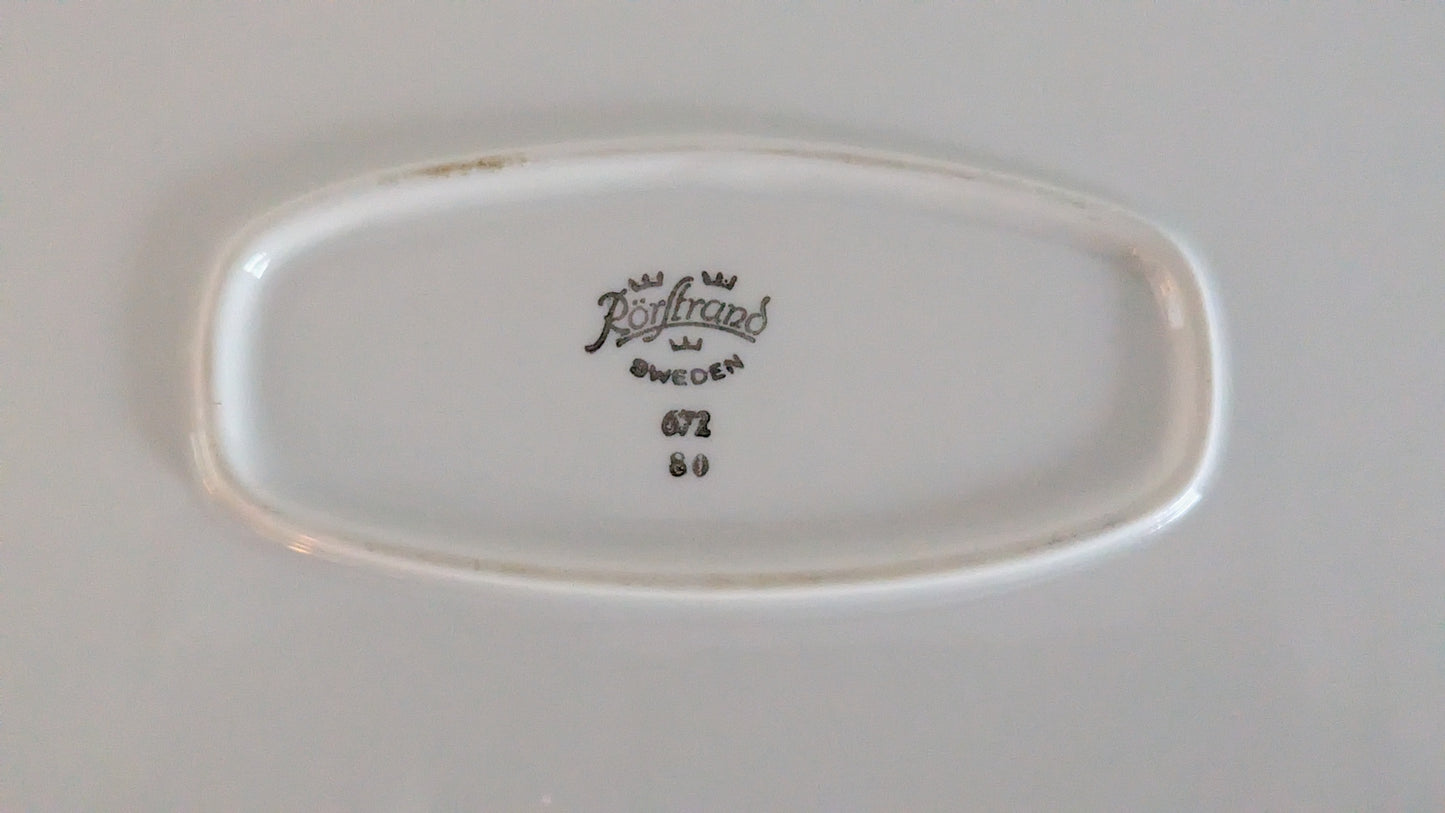 Rörstrand
SWEDEN
672
80